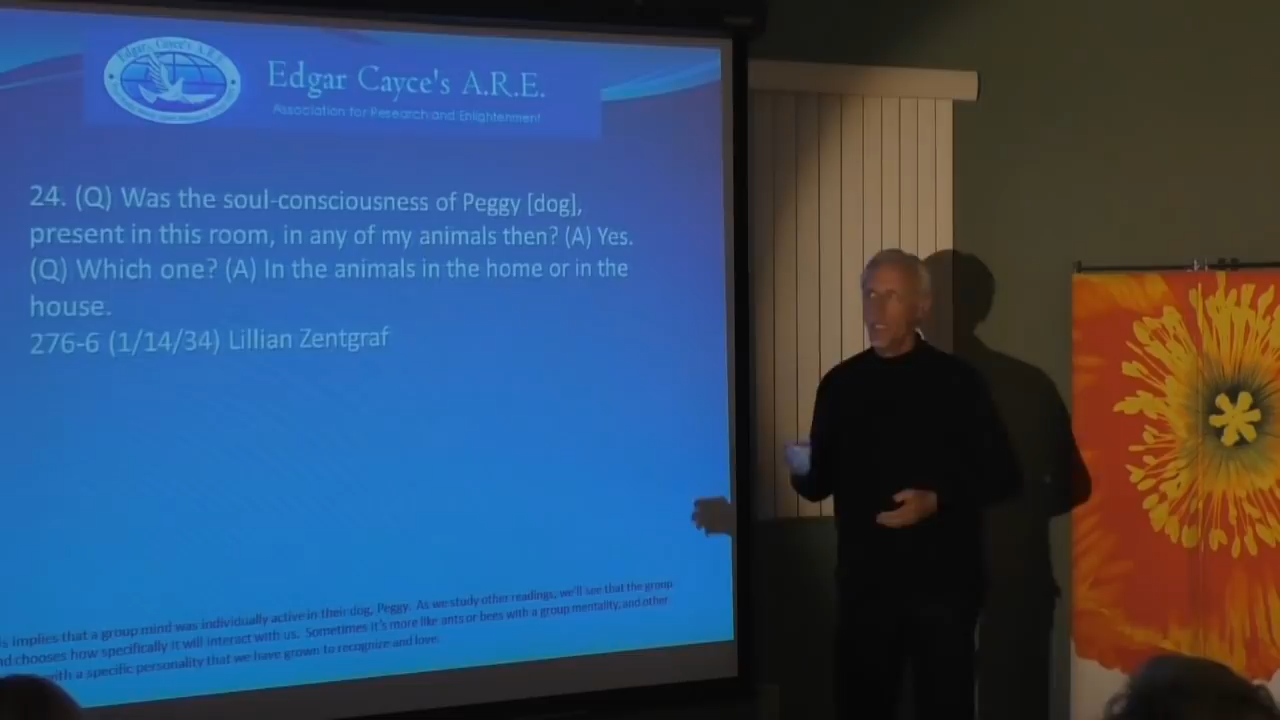 Edgar Cayce's A.R.E.
Edgar Cayce's A.R.E.
Association for Research and Enlightenment
24. (Q) Was the soul-consciousness of Peggy [dog],
present in this room, in any of my animals then? (A) Yes.
(Q) Which one? (A) In the animals in the home or in the
house.
276-6 (1/14/34) Lillian Zentgraf
implies that a group mind was individually active in their dog, Peggy. As we study other readings, we'll see that the group
chooses how specifically it will interact with us. Sometimes it's more like ants or bees with a group mentality, and other
with a specific personality that we have grown to recognize and love.